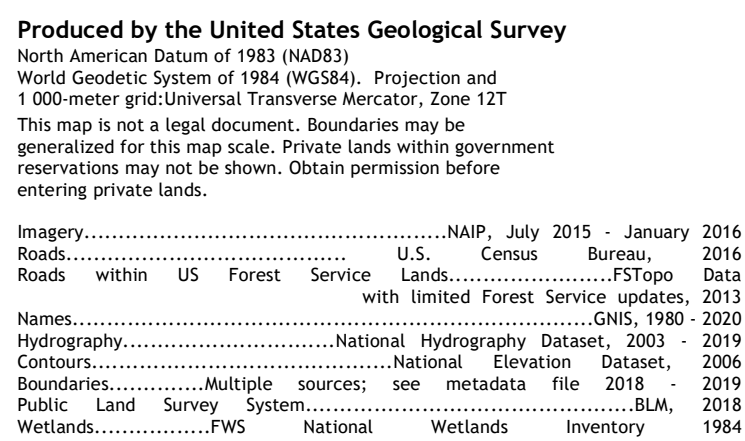 Produced by the United States Geological Survey
North American Datum of 1983 (NAD83)
World Geodetic System of 1984 (WGS84). Projection and
1 000-meter grid:Universal Transverse Mercator, Zone 12T
This map is not a legal document. Boundaries may be
generalized for this map scale. Private lands within government
reservations may not be shown. Obtain permission before
entering private lands.
Imagery.....................................................NAIP, July 2015 - January 2016
Roads......................................... U.S. Census Bureau, 2016
Roads within US Forest Service Lands........................FSTopo Data
with limited Forest Service updates, 2013
Names............................................................................GNIS, 1980 - 2020
Hydrography...............................National Hydrography Dataset, 2003 - 2019
Contours............................................National Elevation Dataset, 2006
Boundaries..............Multiple sources; see metadata file 2018 - 2019
Public Land Survey System................................................BLM, 2018
Wetlands.................FWS National Wetlands Inventory 1984